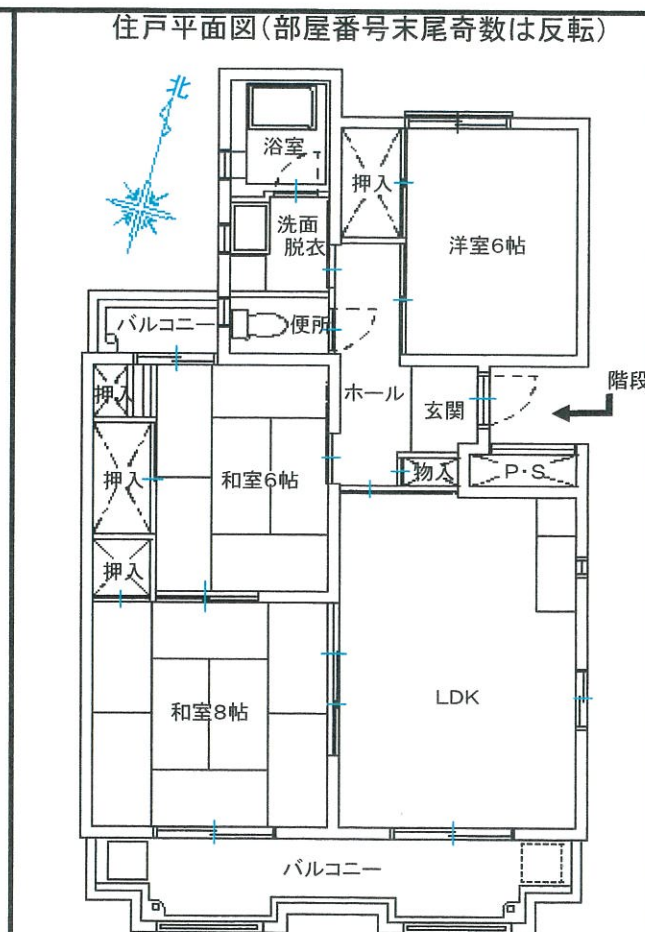 住戸平面図(部屋番号末尾奇数は反転)
北
浴室
押入
洗面
脱衣
洋室6帖
バルコニー
便所
階段
押入
ホール
玄関
押入
和室6帖
物入
P・S
押入
和室8帖
LDK
バルコニー